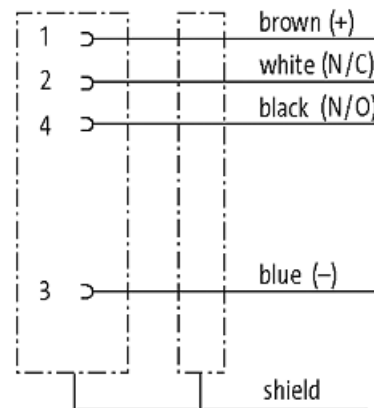 1 brown (+)
2 white (N/C)
4 black (N/O)
3 blue (–)
shield